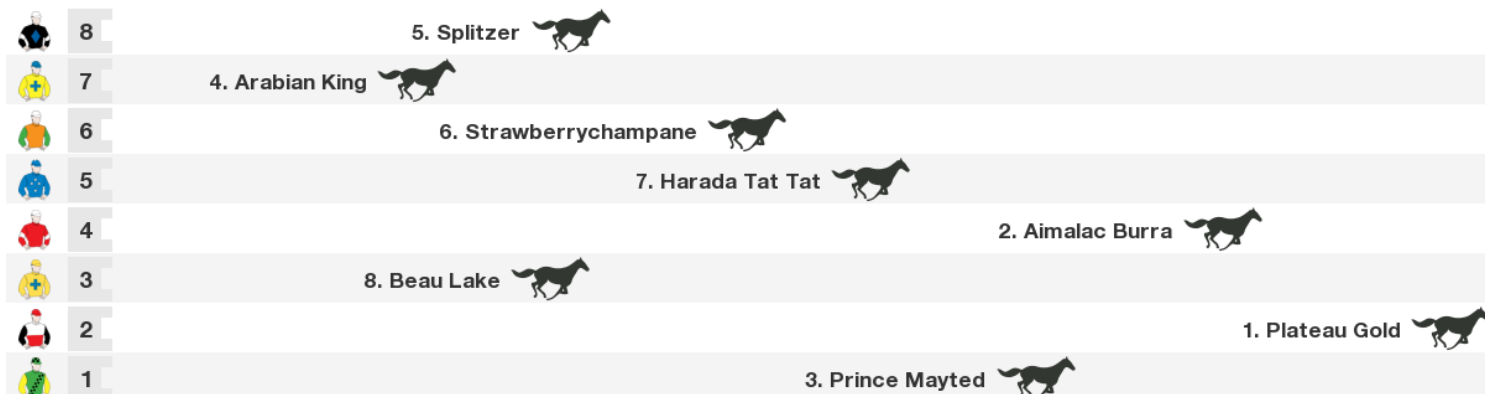 8 5. Splitzer
7 4. Arabian King
6 6. Strawberrychampane
5 7. Harada Tat Tat
4 2. Aimalac Burra
3 8. Beau Lake
2 1. Plateau Gold
1 3. Prince Mayted